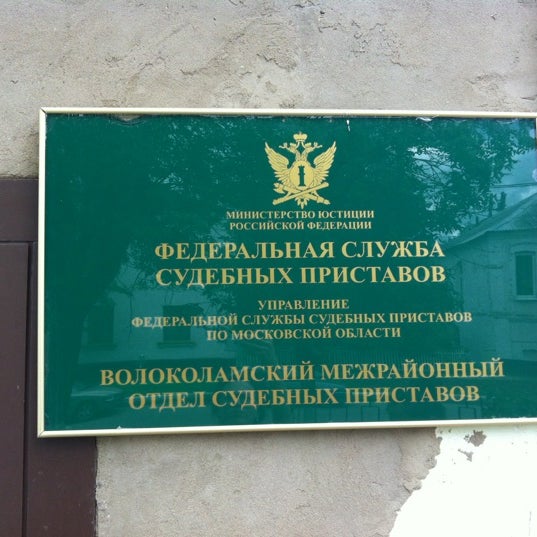 МИНИСТЕРСТВО ЮСТИЦИИ
РОССИЙСКОЙ ФЕДЕРАЦИИ
ФЕДЕРАЛЬНАЯ СЛУЖБА
СУДЕБНЫХ ПРИСТАВОВ
УПРАВЛЕНИЕ
ФЕДЕРАЛЬНОЙ СЛУЖБЫ СУДЕБНЫХ ПРИСТАВОВ
ПО МОСКОВСКОЙ ОБЛАСТИ
ВОЛОКОЛАМСКИЙ МЕЖРАЙОННЫЙ
ОТДЕЛ СУДЕБНЫХ ПРИСТАВОВ